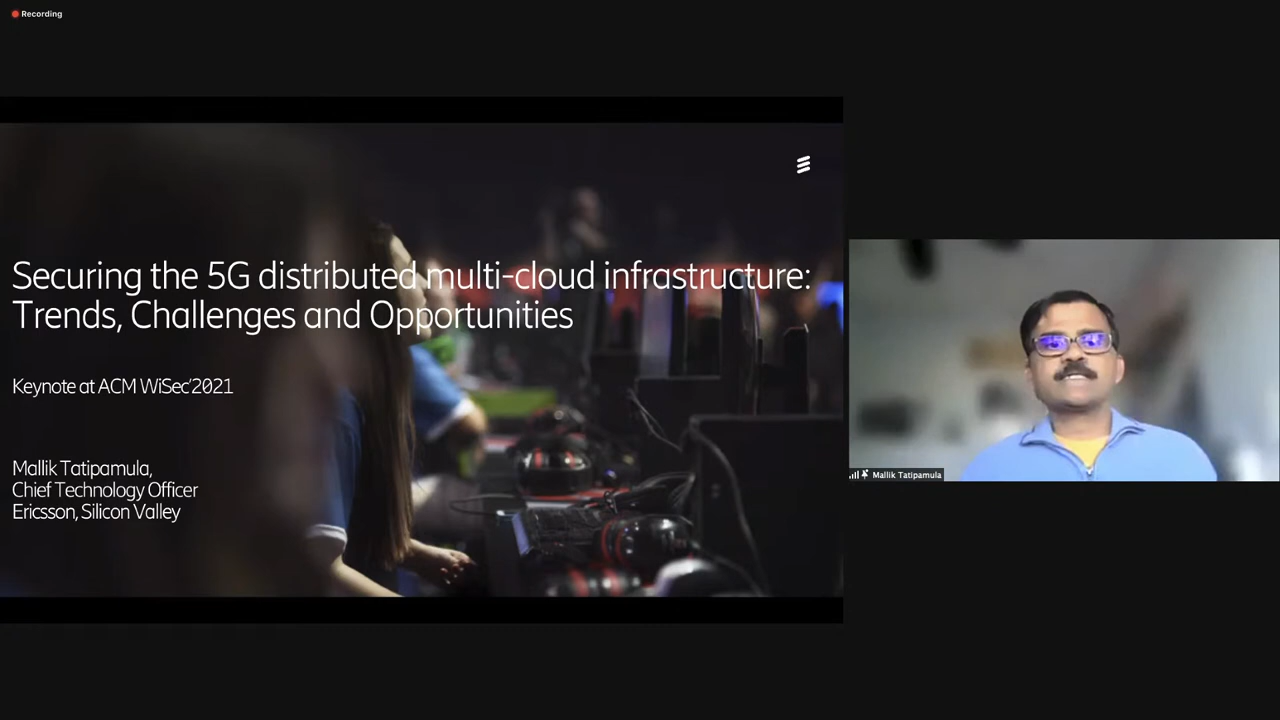 Recording
Securing the 5G distributed multi-cloud infrastructure:
Trends, Challenges and Opportunities
Keynote at ACM WiSec'2021
Mallik Tatipamula,
Chief Technology Officer
Ericsson, Silicon Valley
Mallik Tatipamula